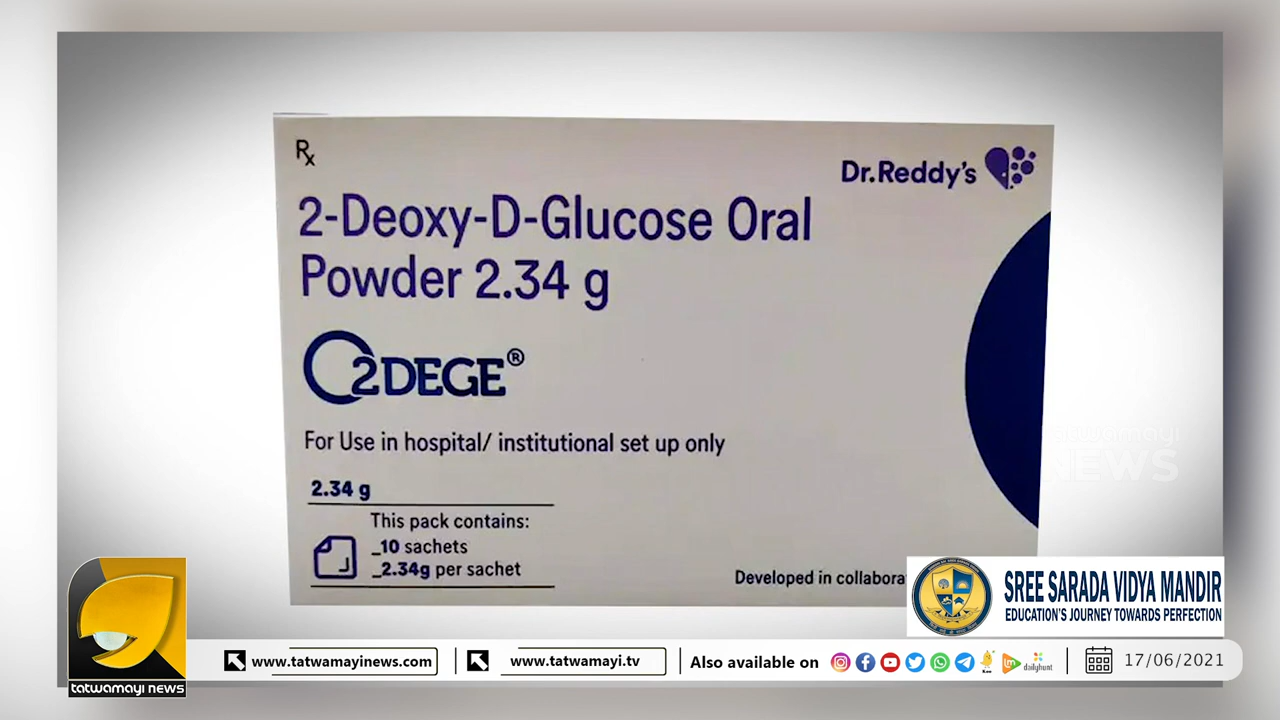 Rx
Dr.Reddy's
2-Deoxy-D-Glucose Oral
Powder 2.34 g
2DEGE®
For Use in hospital/ institutional set up only
2.34 g
This pack contains:
_10 sachets
_2.34g per sachet
Developed in collabora
tatwamayi
NEWS
SREE SARADA VIDYA MANDIR
EDUCATION'S JOURNEY TOWARDS PERFECTION
tatwamayi news
www.tatwamayinews.com
www.tatwamayi.tv
Also available on
dailyhunt
17/06/2021